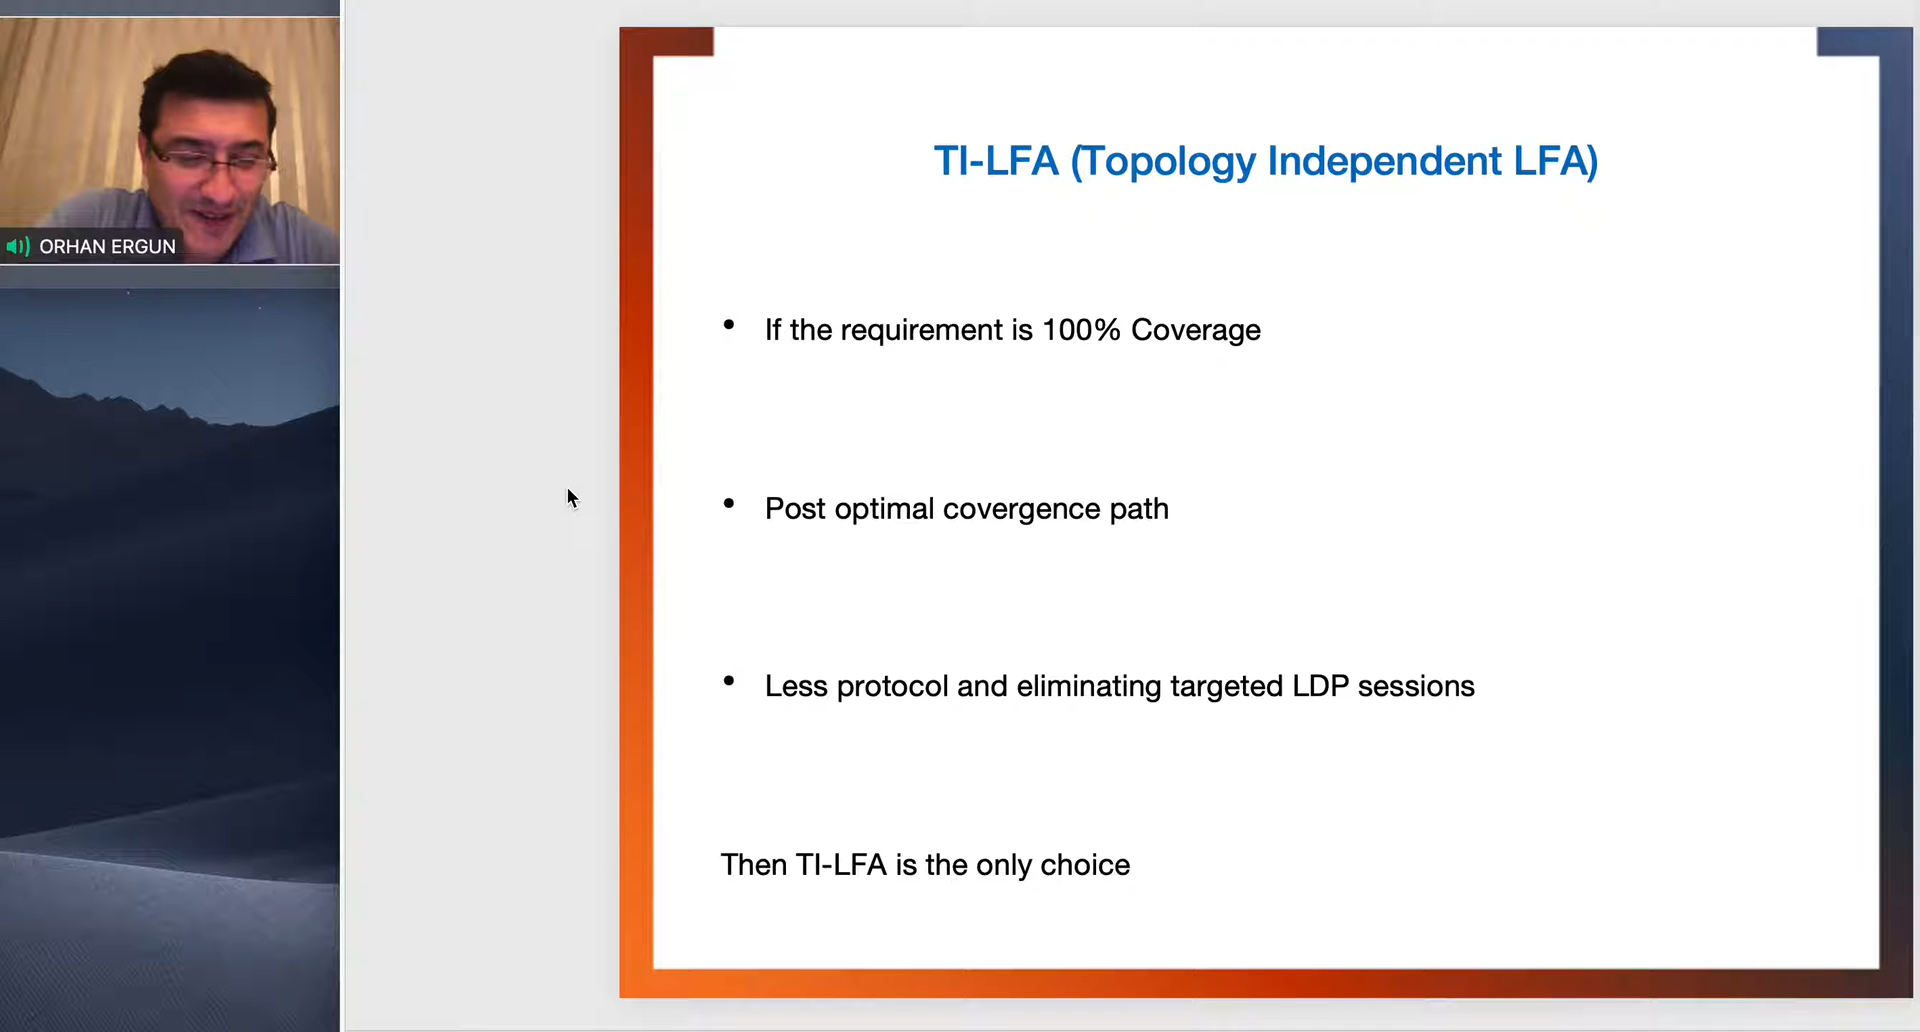 ORHAN ERGUN
TI-LFA (Topology Independent LFA)
• If the requirement is 100% Coverage
• Post optimal covergence path
• Less protocol and eliminating targeted LDP sessions
Then TI-LFA is the only choice